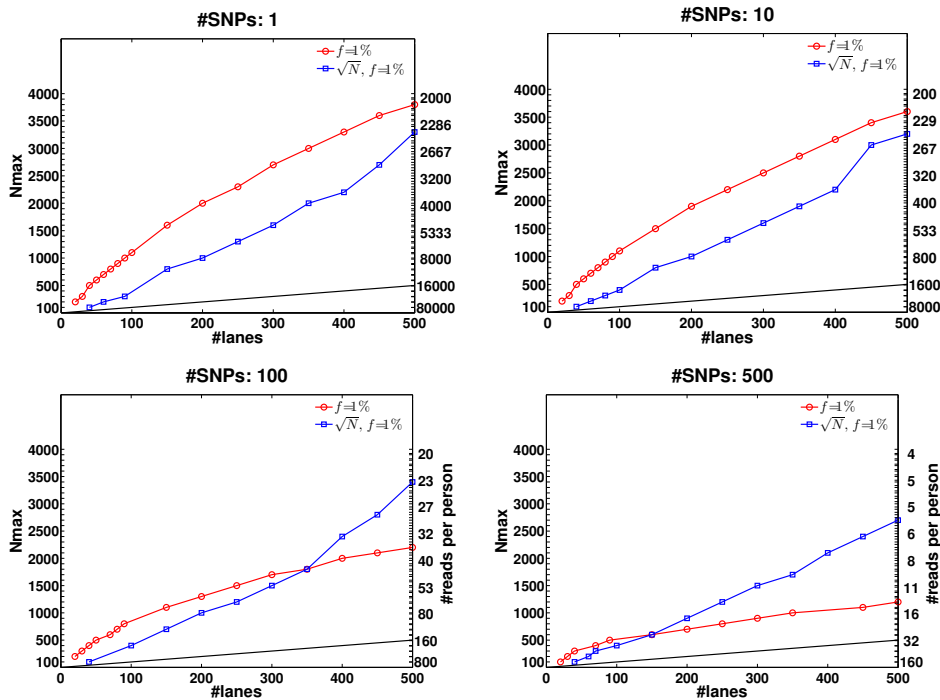 #SNPs: 1
f=1%
√N, f=1%
Nmax
4000
3500
3000
2500
2000
1500
1000
500
100
2000
2286
2667
3200
4000
5333
8000
16000
80000
0 100 200 300 400 500
#lanes
#SNPs: 10
f=1%
√N, f=1%
Nmax
4000
3500
3000
2500
2000
1500
1000
500
100
200
229
267
320
400
533
800
1600
8000
0 100 200 300 400 500
#lanes
#SNPs: 100
f=1%
√N, f=1%
Nmax
4000
3500
3000
2500
2000
1500
1000
500
100
20
23
27
32
40
53
80
160
800
#reads per person
0 100 200 300 400 500
#lanes
#SNPs: 500
f=1%
√N, f=1%
Nmax
4000
3500
3000
2500
2000
1500
1000
500
100
4
5
5
6
8
11
16
32
160
#reads per person
0 100 200 300 400 500
#lanes